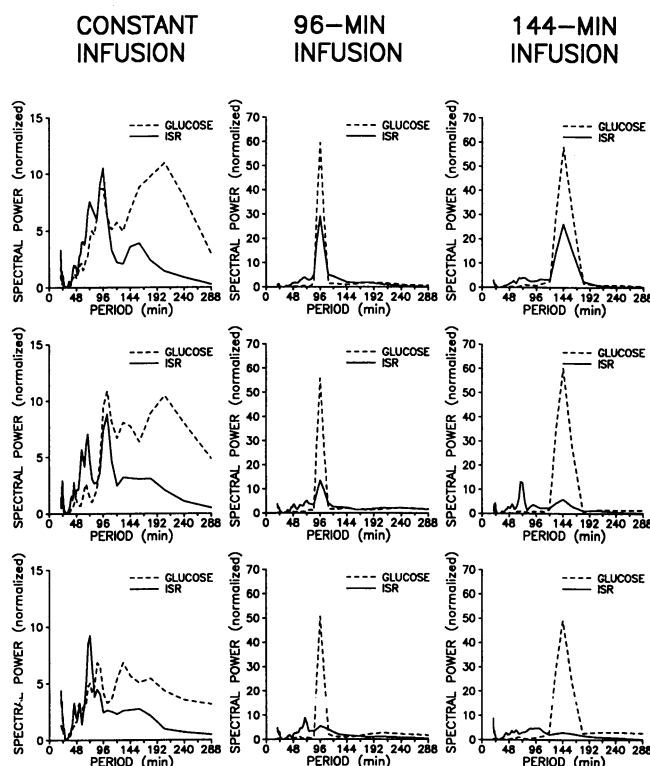 CONSTANT INFUSION
96-MIN INFUSION
144-MIN INFUSION
SPECTRAL POWER (normalized)
15
10
5
0
GLUCOSE
ISR
0 48 96 144 192 240 288
PERIOD (min)
SPECTRAL POWER (normalized)
70
60
50
40
30
20
10
0
GLUCOSE
ISR
0 48 96 144 192 240 288
PERIOD (min)
SPECTRAL POWER (normalized)
70
60
50
40
30
20
10
0
GLUCOSE
ISR
0 48 96 144 192 240 288
PERIOD (min)
SPECTRAL POWER (normalized)
15
10
5
0
GLUCOSE
ISR
0 48 96 144 192 240 288
PERIOD (min)
SPECTRAL POWER (normalized)
70
60
50
40
30
20
10
0
GLUCOSE
ISR
0 48 96 144 192 240 288
PERIOD (min)
SPECTRAL POWER (normalized)
70
60
50
40
30
20
10
0
GLUCOSE
ISR
0 48 96 144 192 240 288
PERIOD (min)
SPECTRAL POWER (normalized)
15
10
5
0
GLUCOSE
ISR
0 48 96 144 192 240 288
PERIOD (min)
SPECTRAL POWER (normalized)
70
60
50
40
30
20
10
0
GLUCOSE
ISR
0 48 96 144 192 240 288
PERIOD (min)
SPECTRAL POWER (normalized)
70
60
50
40
30
20
10
0
GLUCOSE
ISR
0 48 96 144 192 240 288
PERIOD (min)